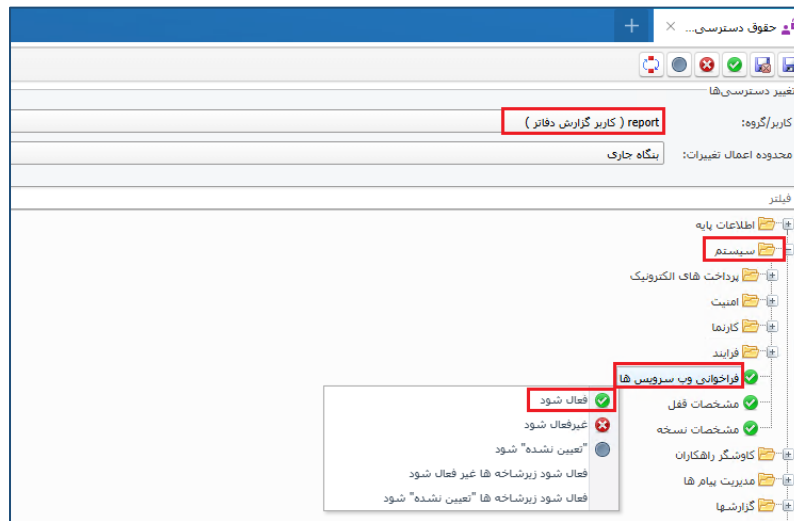 حقوق دسترسی...
تغییر دسترسی‌ها
کاربر/گروه: report ( کاربر گزارش دفاتر )
محدوده اعمال تغییرات: بنگاه جاری
فیلتر
اطلاعات پایه
سیستم
پرداخت های الکترونیک
امنیت
کارنما
فرایند
فراخوانی وب سرویس ها
فعال شود
مشخصات قفل
غیرفعال شود
مشخصات نسخه
"تعیین نشده" شود
کاوشگر راهکاران
فعال شود زیرشاخه ها غیر فعال شود
مدیریت پیام ها
فعال شود زیرشاخه ها "تعیین نشده" شود
گزارشها